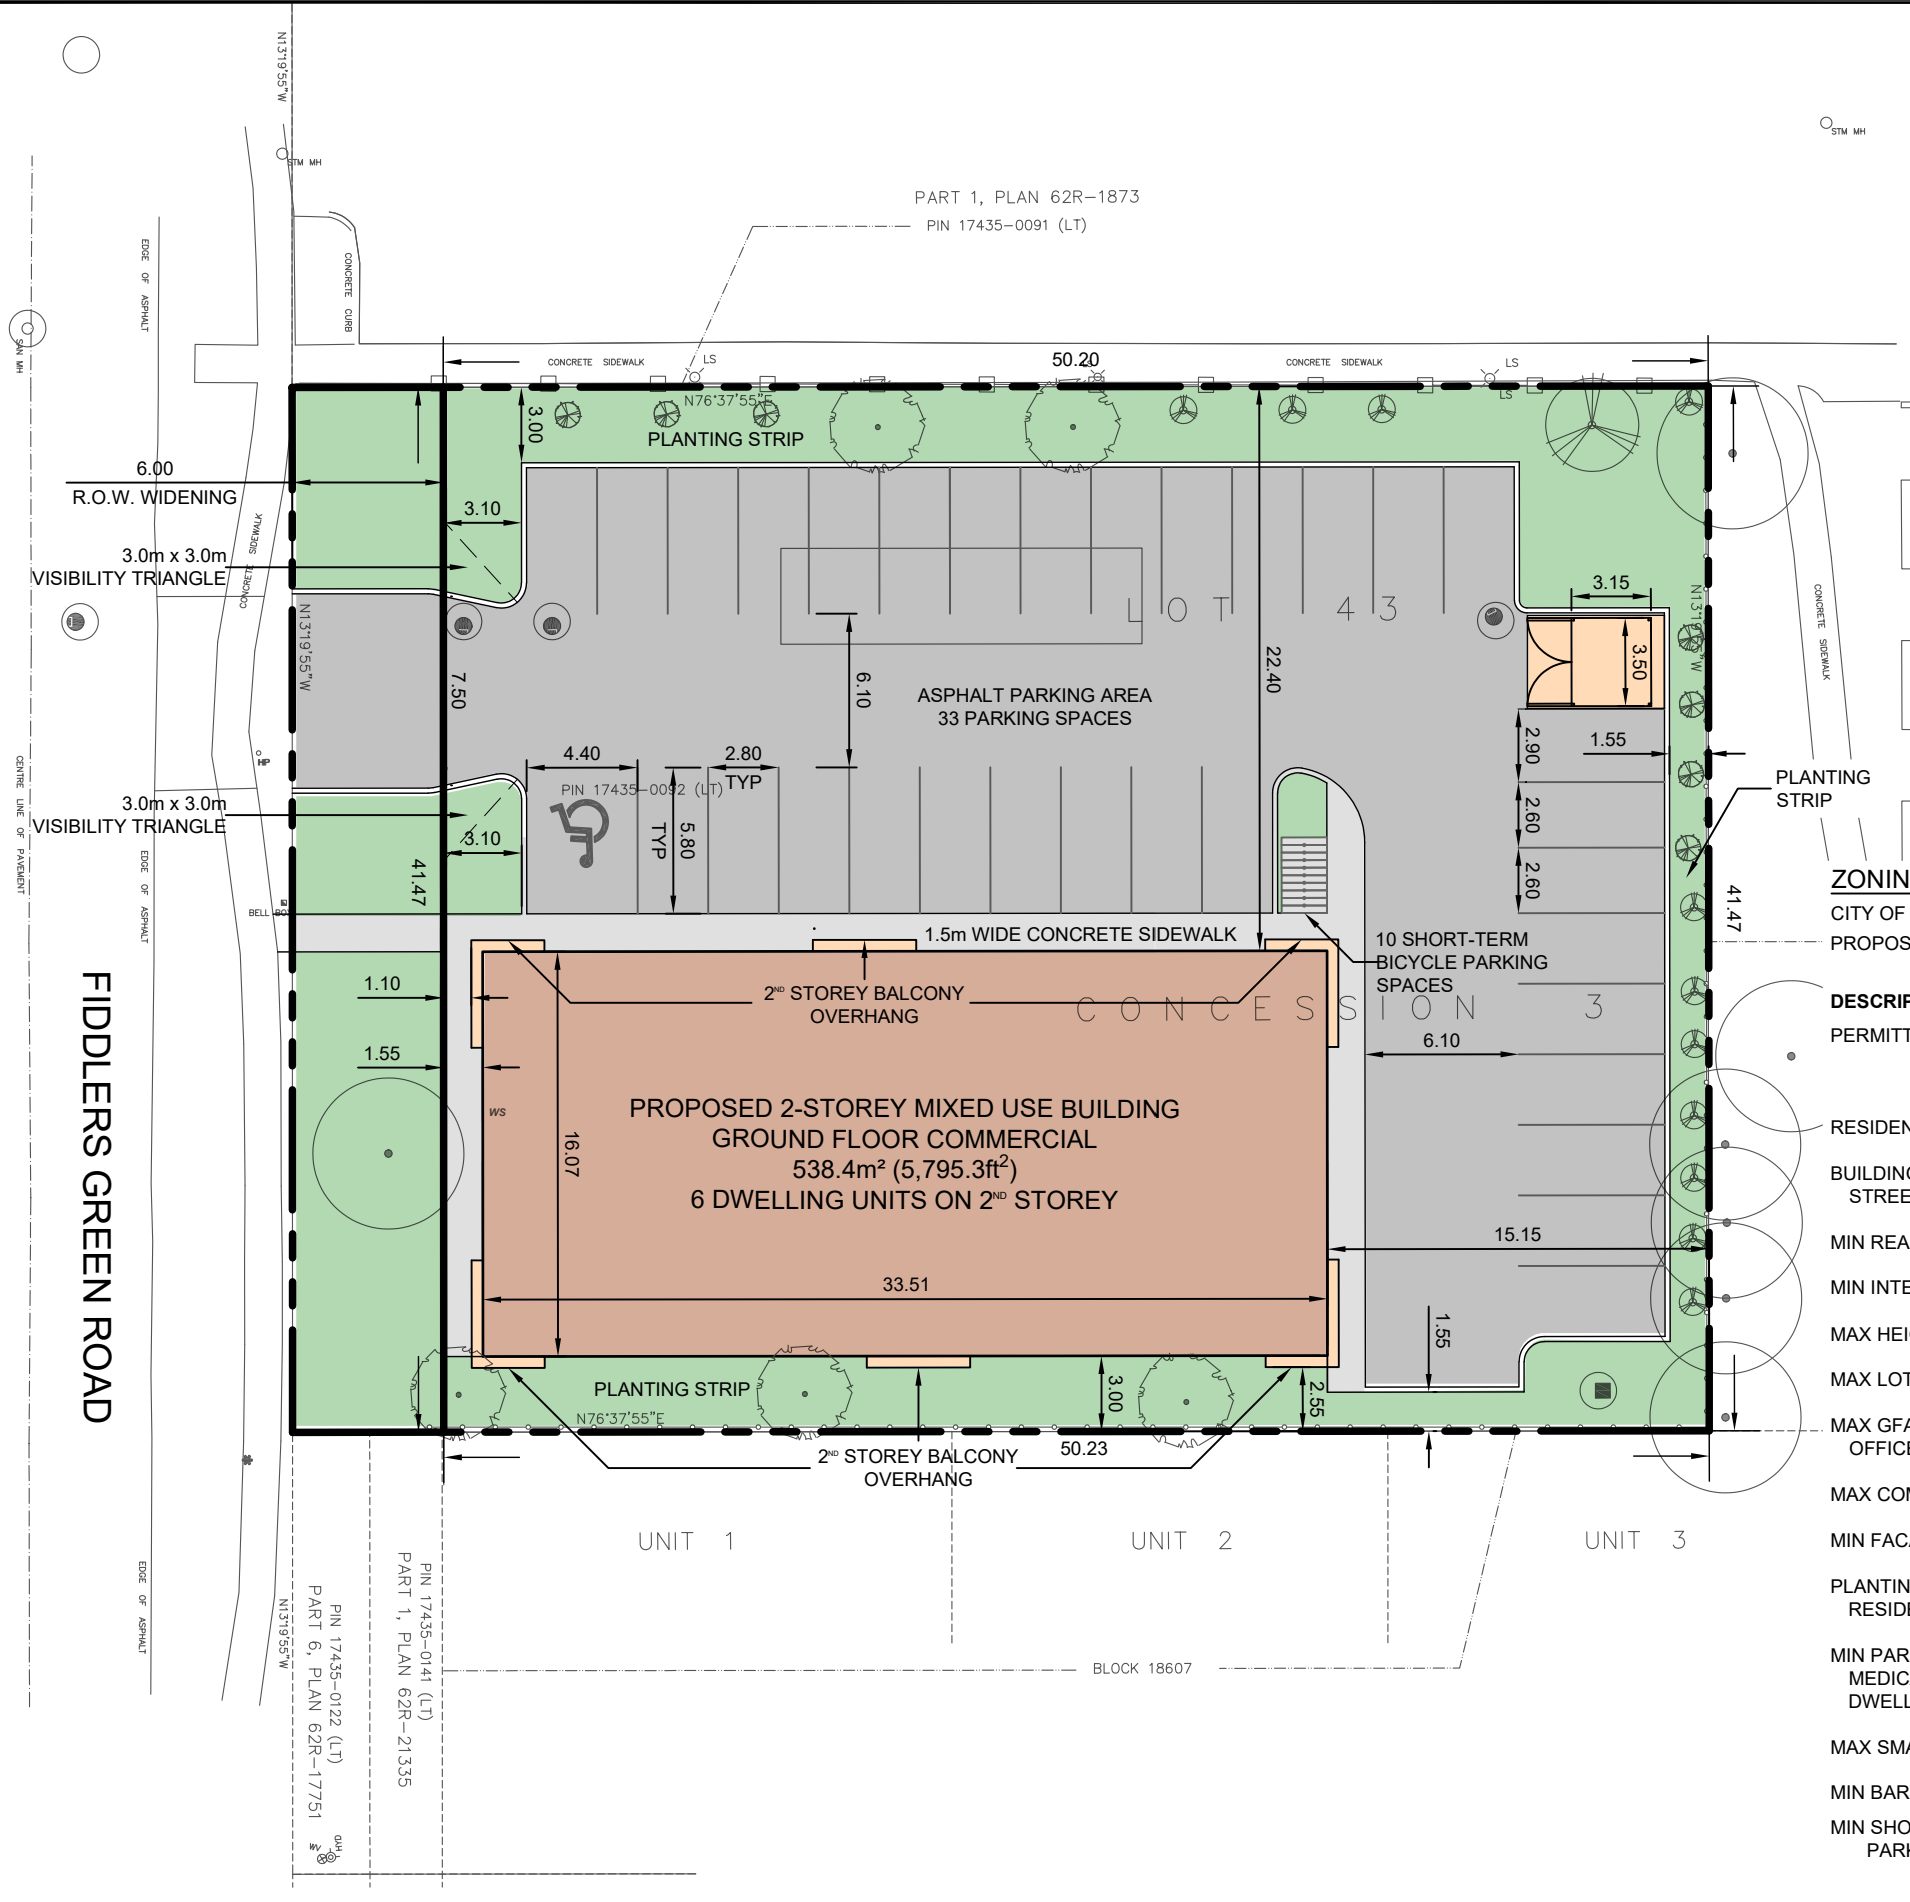 N13°19'55"W
STM MH
STM MH
PART 1, PLAN 62R-1873
PIN 17435-0091 (LT)
EDGE OF ASPHALT
CONCRETE CURB
SAN MH
CONCRETE SIDEWALK
LS
50.20
LS
CONCRETE SIDEWALK
LS
LS
N76°37'55"E
3.00
PLANTING STRIP
6.00
R.O.W. WIDENING
3.10
CONCRETE SIDEWALK
3.0m x 3.0m
VISIBILITY TRIANGLE
N13°19'55"W
LOT 43
3.15
3.50
N13°19'55"W
CONCRETE SIDEWALK
7.50
6.10
22.40
ASPHALT PARKING AREA
33 PARKING SPACES
HP
4.40
2.80
TYP
PIN 17435-0092 (LT)
2.90
1.55
PLANTING
STRIP
3.0m x 3.0m
VISIBILITY TRIANGLE
3.10
5.80
TYP
2.60
2.60
CENTRE LINE OF PAVEMENT
EDGE OF ASPHALT
41.47
41.47
BELL BO
1.5m WIDE CONCRETE SIDEWALK
10 SHORT-TERM
BICYCLE PARKING
SPACES
ZONIN
CITY OF
PROPOS
1.10
2ND STOREY BALCONY
OVERHANG
CONCESSION 3
DESCRIP
PERMITT
1.55
6.10
FIDDLERS GREEN ROAD
WS
16.07
PROPOSED 2-STOREY MIXED USE BUILDING
GROUND FLOOR COMMERCIAL
538.4m² (5,795.3ft²)
6 DWELLING UNITS ON 2ND STOREY
RESIDEN
BUILDING
STREE
15.15
MIN REA
33.51
MIN INTE
1.55
MAX HEIG
PLANTING STRIP
3.00
2.55
MAX LOT
N76°37'55"E
MAX GFA
OFFICE
2ND STOREY BALCONY
OVERHANG
50.23
MAX COM
UNIT 1
UNIT 2
UNIT 3
MIN FACA
EDGE OF ASPHALT
N13°19'55"W
PIN 17435-0122 (LT)
PART 6, PLAN 62R-17751
PIN 17435-0141 (LT)
PART 1, PLAN 62R-21335
PLANTIN
RESIDE
BLOCK 18607
MIN PAR
MEDICA
DWELL
MAX SMA
MIN BAR
MIN SHO
PARK
WV
HYD